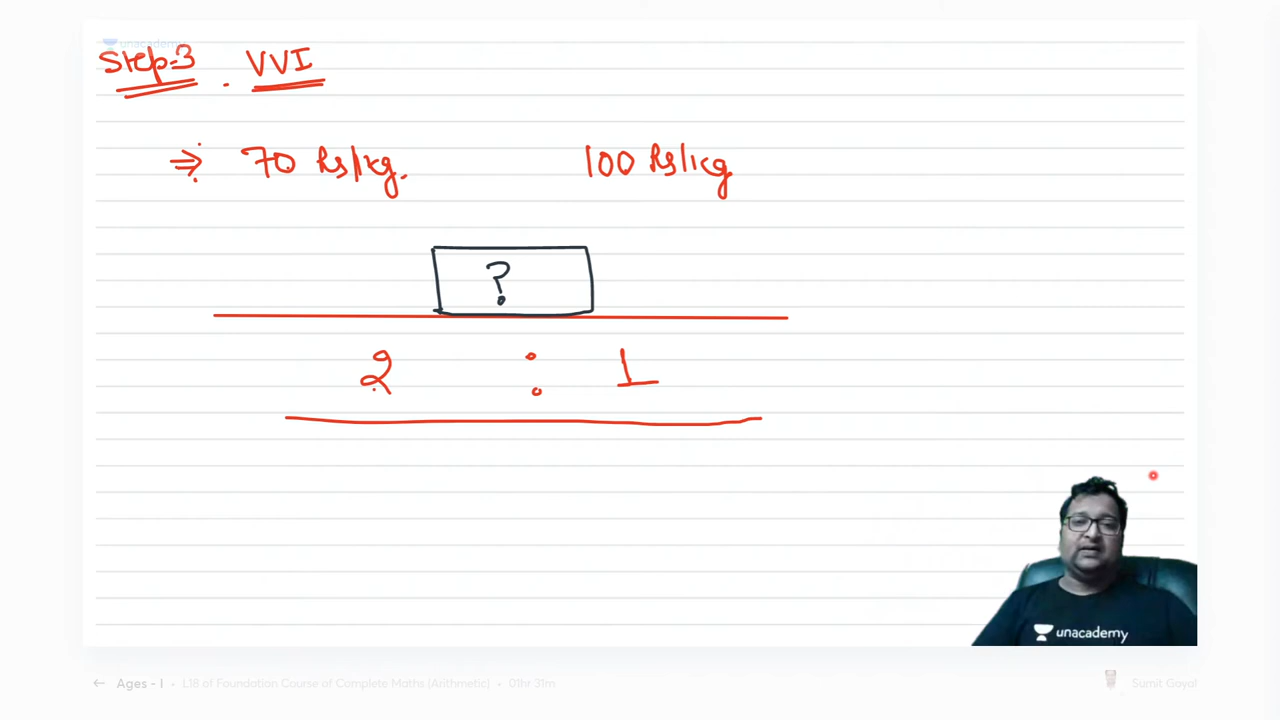 unacademy
Step-3 . VVI
⇒ 70 Rs/kg. 100 Rs/kg
?
2 : 1
unacademy
← Ages - I • L18 of Foundation Course of Complete Maths (Arithmetic) • 01hr 31m
Sumit Goyal